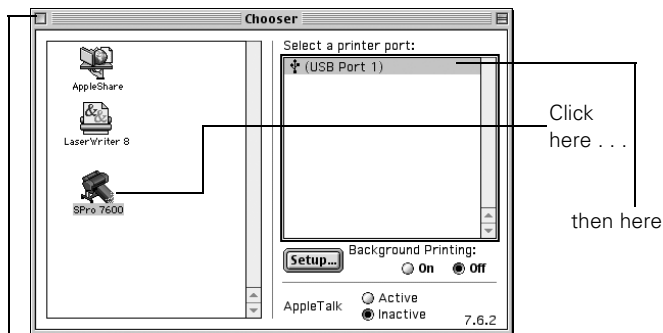 Chooser
AppleShare
LaserWriter 8
SPro 7600
Select a printer port:
(USB Port 1)
Setup...
Background Printing:
On Off
AppleTalk
Active
Inactive
7.6.2
Click
here . . .
then here